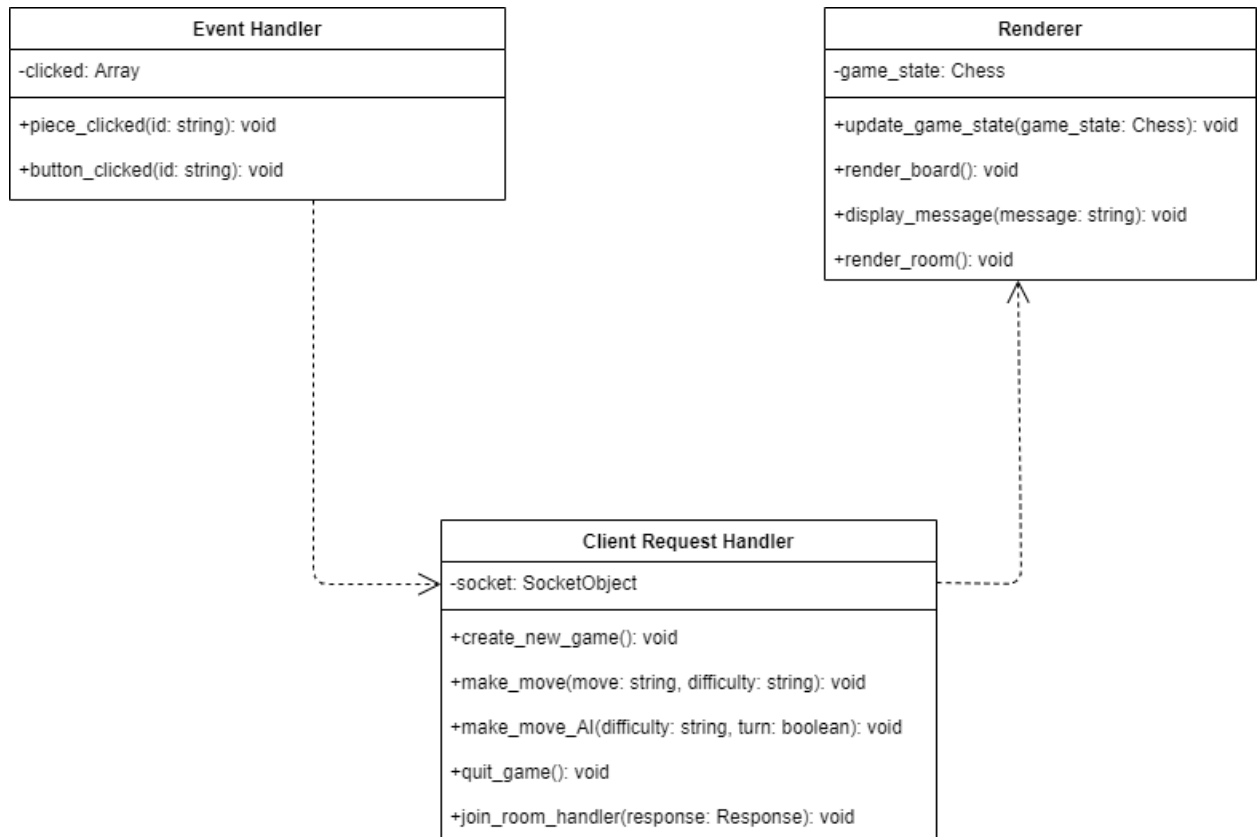 Event Handler
-clicked: Array
+piece_clicked(id: string): void
+button_clicked(id: string): void
Renderer
-game_state: Chess
+update_game_state(game_state: Chess): void
+render_board(): void
+display_message(message: string): void
+render_room(): void
Client Request Handler
-socket: SocketObject
+create_new_game(): void
+make_move(move: string, difficulty: string): void
+make_move_AI(difficulty: string, turn: boolean): void
+quit_game(): void
+join_room_handler(response: Response): void